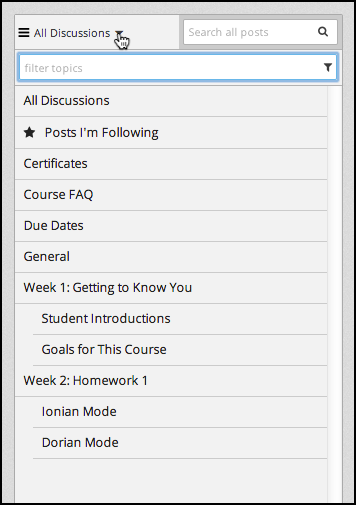 All Discussions
Search all posts
filter topics
All Discussions
Posts I'm Following
Certificates
Course FAQ
Due Dates
General
Week 1: Getting to Know You
Student Introductions
Goals for This Course
Week 2: Homework 1
Ionian Mode
Dorian Mode